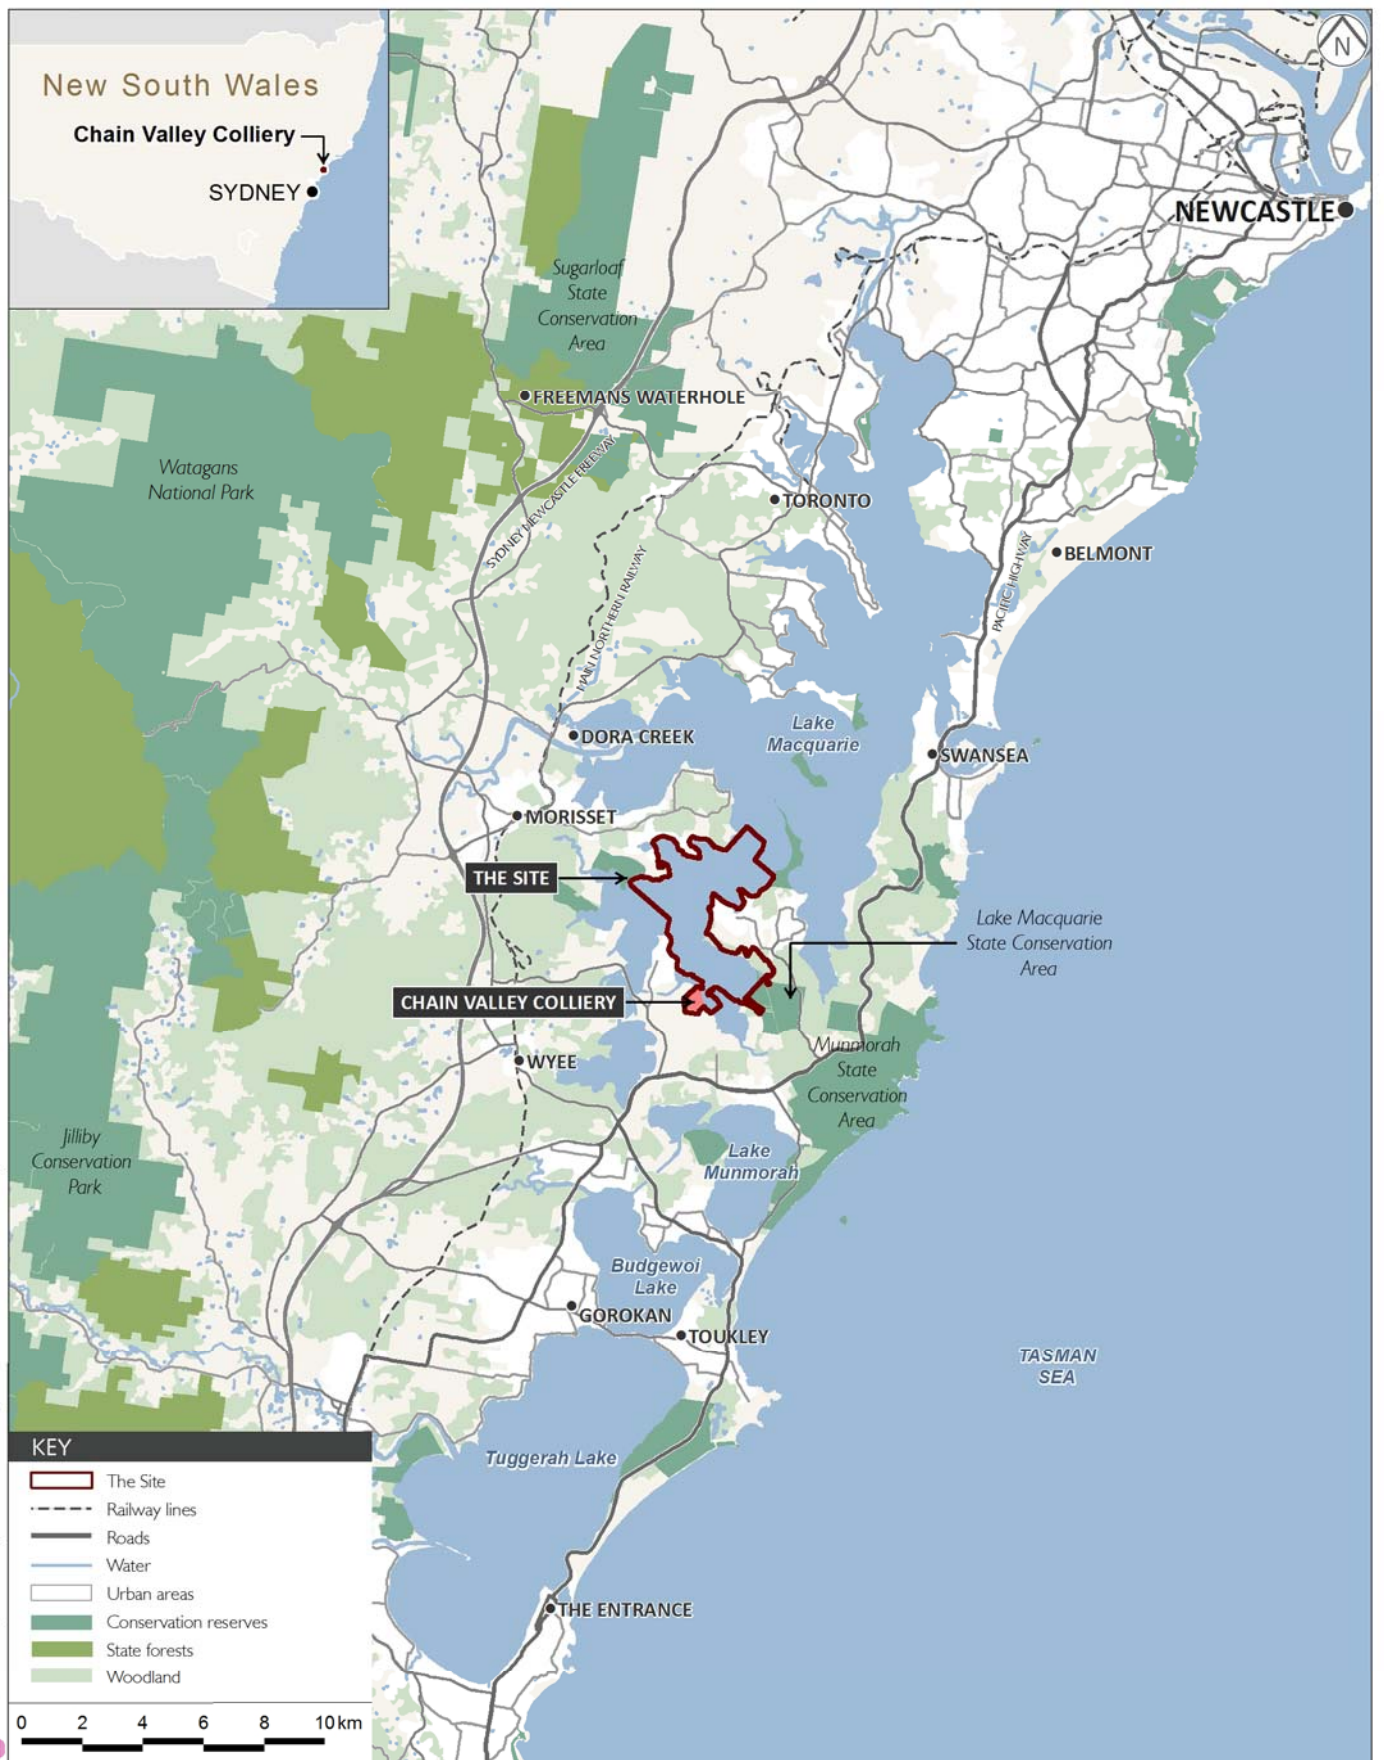 New South Wales
Chain Valley Colliery
SYDNEY
N
NEWCASTLE
Sugarloaf
State
Conservation
Area
FREEMANS WATERHOLE
Watagans
National Park
SYDNEY NEWCASTLE FREEWAY
TORONTO
BELMONT
PACIFIC HIGHWAY
MAIN NORTHERN RAILWAY
Lake
Macquarie
DORA CREEK
SWANSEA
MORISSET
THE SITE
Lake Macquarie
State Conservation
Area
CHAIN VALLEY COLLIERY
Munmorah
State
Conservation
Area
WYEE
Jilliby
Conservation
Park
Lake
Munmorah
Budgewoi
Lake
GOROKAN
TOUKLEY
TASMAN
SEA
Tuggerah Lake
THE ENTRANCE
KEY
The Site
Railway lines
Roads
Water
Urban areas
Conservation reserves
State forests
Woodland
0 2 4 6 8 10 km